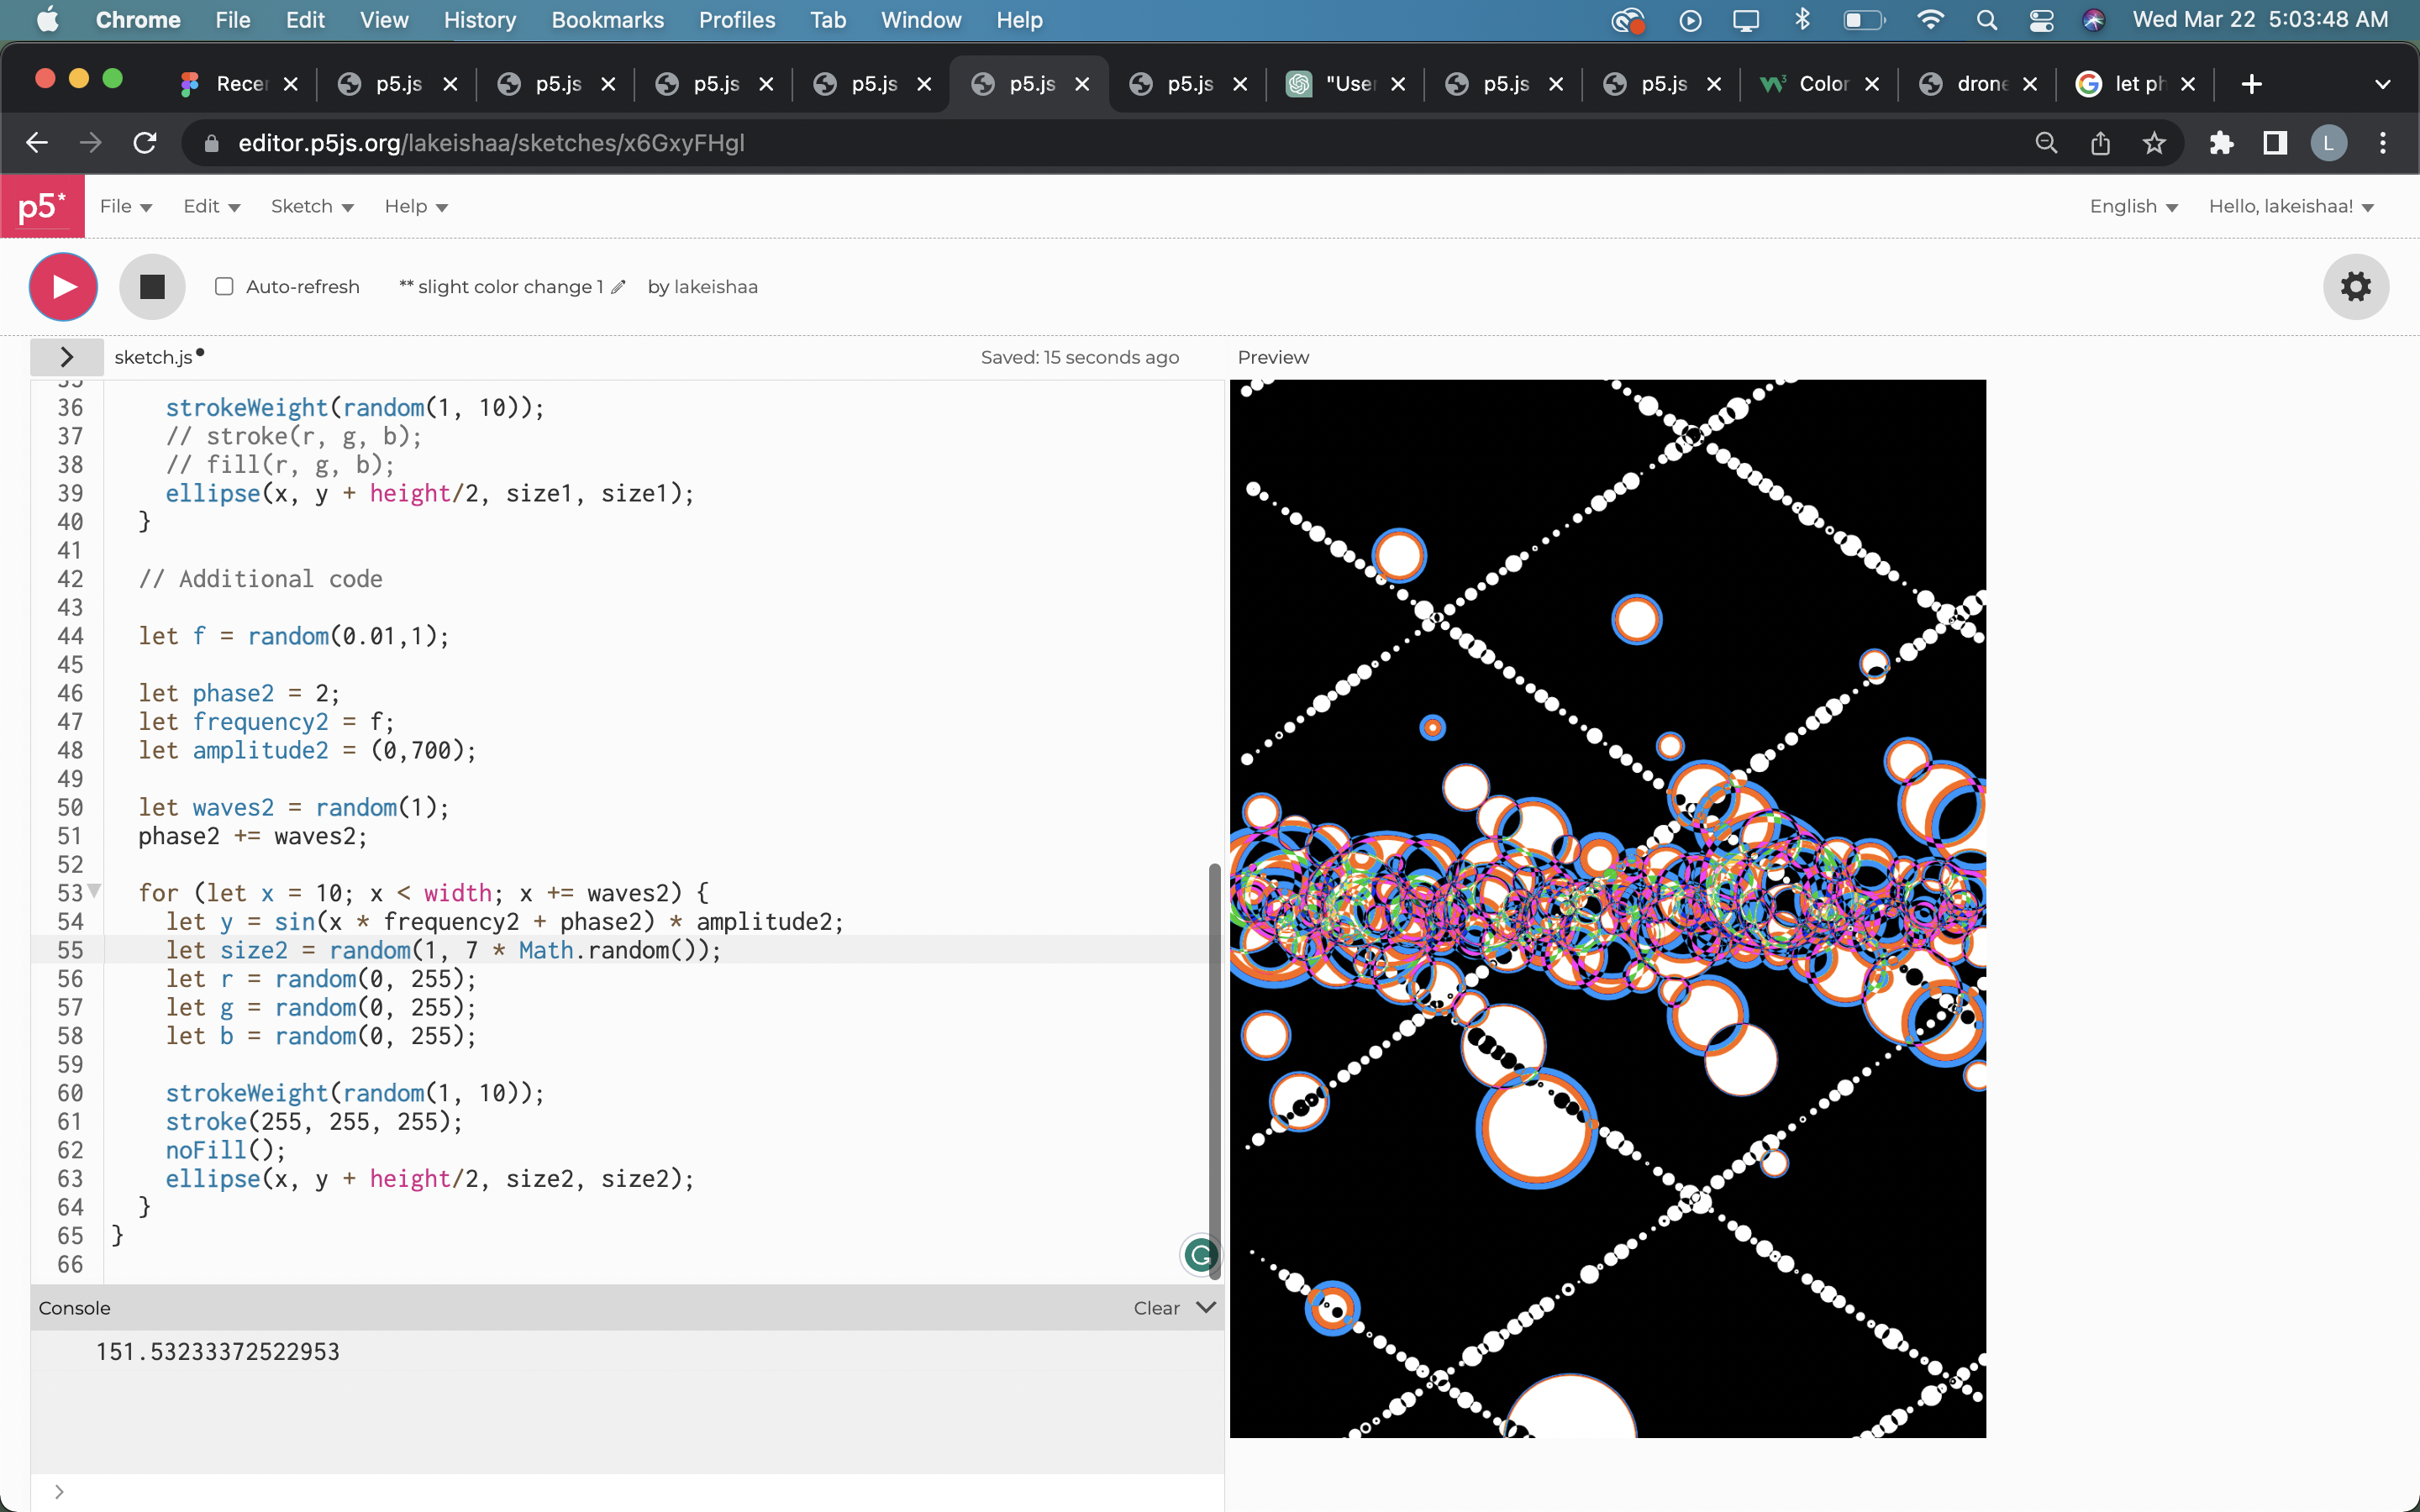 Chrome File Edit View History Bookmarks Profiles Tab Window Help Wed Mar 22 5:03:48 AM
Recen p5.js p5.js p5.js p5.js p5.js p5.js "User p5.js p5.js Color drone let ph
editor.p5js.org/lakeishaa/sketches/x6GxyFHgl L
p5* File Edit Sketch Help English Hello, lakeishaa!
Auto-refresh ** slight color change 1 by lakeishaa
sketch.js Saved: 15 seconds ago Preview
35
36 strokeWeight(random(1, 10));
37 // stroke(r, g, b);
38 // fill(r, g, b);
39 ellipse(x, y + height/2, size1, size1);
40 }
41
42 // Additional code
43
44 let f = random(0.01,1);
45
46 let phase2 = 2;
47 let frequency2 = f;
48 let amplitude2 = (0,700);
49
50 let waves2 = random(1);
51 phase2 += waves2;
52
53 for (let x = 10; x < width; x += waves2) {
54 let y = sin(x * frequency2 + phase2) * amplitude2;
55 let size2 = random(1, 7 * Math.random());
56 let r = random(0, 255);
57 let g = random(0, 255);
58 let b = random(0, 255);
59
60 strokeWeight(random(1, 10));
61 stroke(255, 255, 255);
62 noFill();
63 ellipse(x, y + height/2, size2, size2);
64 }
65 }
66
Console Clear
151.53233372522953